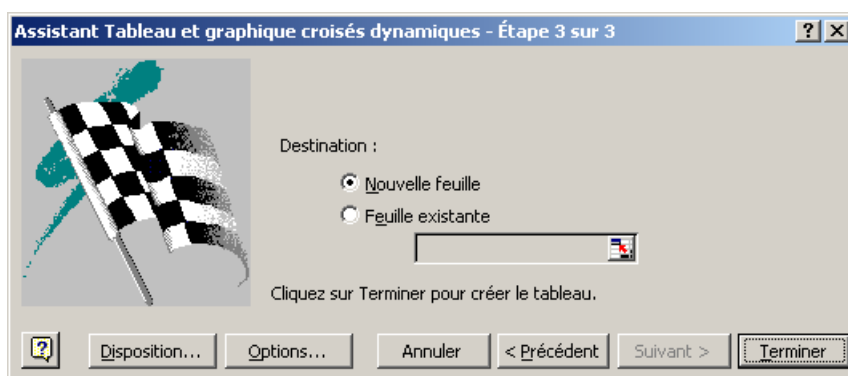 Assistant Tableau et graphique croisés dynamiques - Étape 3 sur 3
Destination :
Nouvelle feuille
Feuille existante
Cliquez sur Terminer pour créer le tableau.
Disposition... Options... Annuler < Précédent Suivant > Terminer